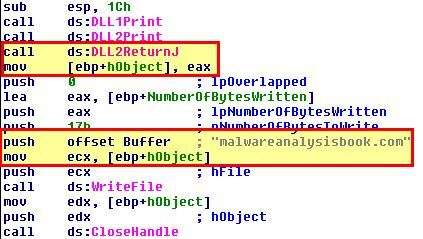 sub esp, 1Ch
call ds:DLL1Print
call ds:DLL2Print
call ds:DLL2ReturnJ
mov [ebp+hObject], eax
push 0 ; lpOverlapped
lea eax, [ebp+NumberOfBytesWritten]
push eax ; lpNumberOfBytesWritten
push 17h ; nNumberOfBytesToWrite
push offset Buffer ; "malwareanalysisbook.com"
mov ecx, [ebp+hObject]
push ecx ; hFile
call ds:WriteFile
mov edx, [ebp+hObject]
push edx ; hObject
call ds:CloseHandle